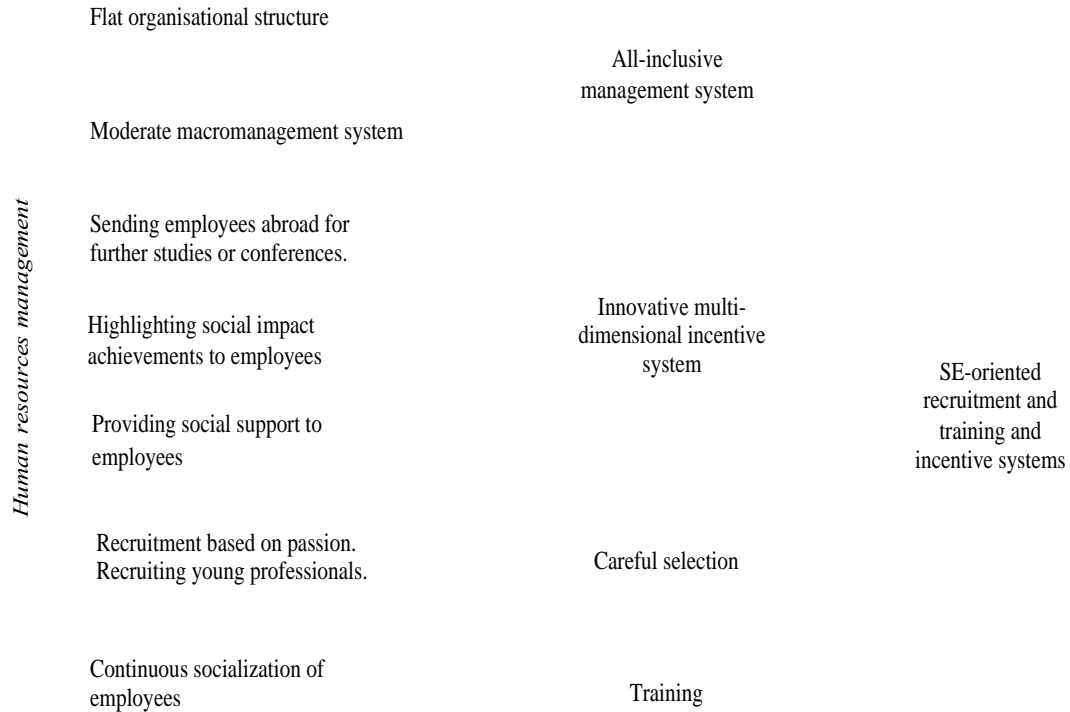 Human resources management
Flat organisational structure
Moderate macromanagement system
Sending employees abroad for
further studies or conferences.
Highlighting social impact
achievements to employees
Providing social support to
employees
Recruitment based on passion.
Recruiting young professionals.
Continuous socialization of
employees
All-inclusive
management system
Innovative multi-
dimensional incentive
system
Careful selection
Training
SE-oriented
recruitment and
training and
incentive systems